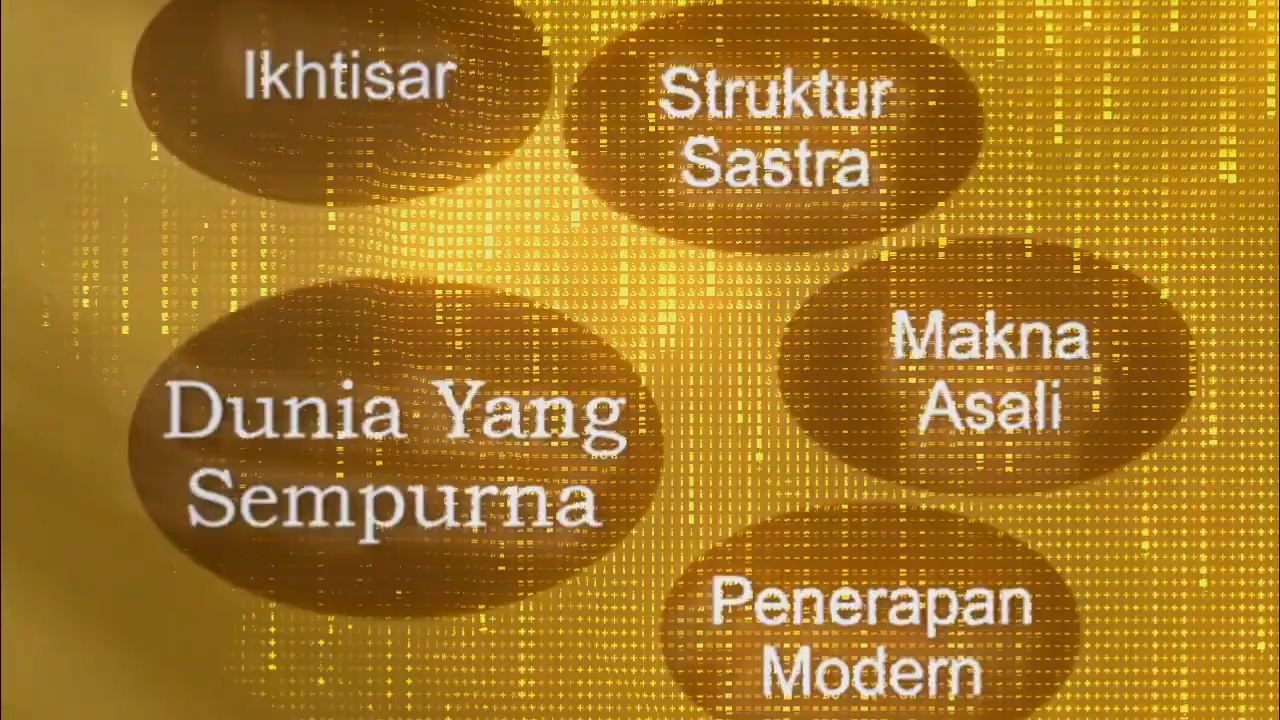 Ikhtisar
Struktur
Sastra
Makna
Asali
Dunia Yang
Sempurna
Penerapan
Modern